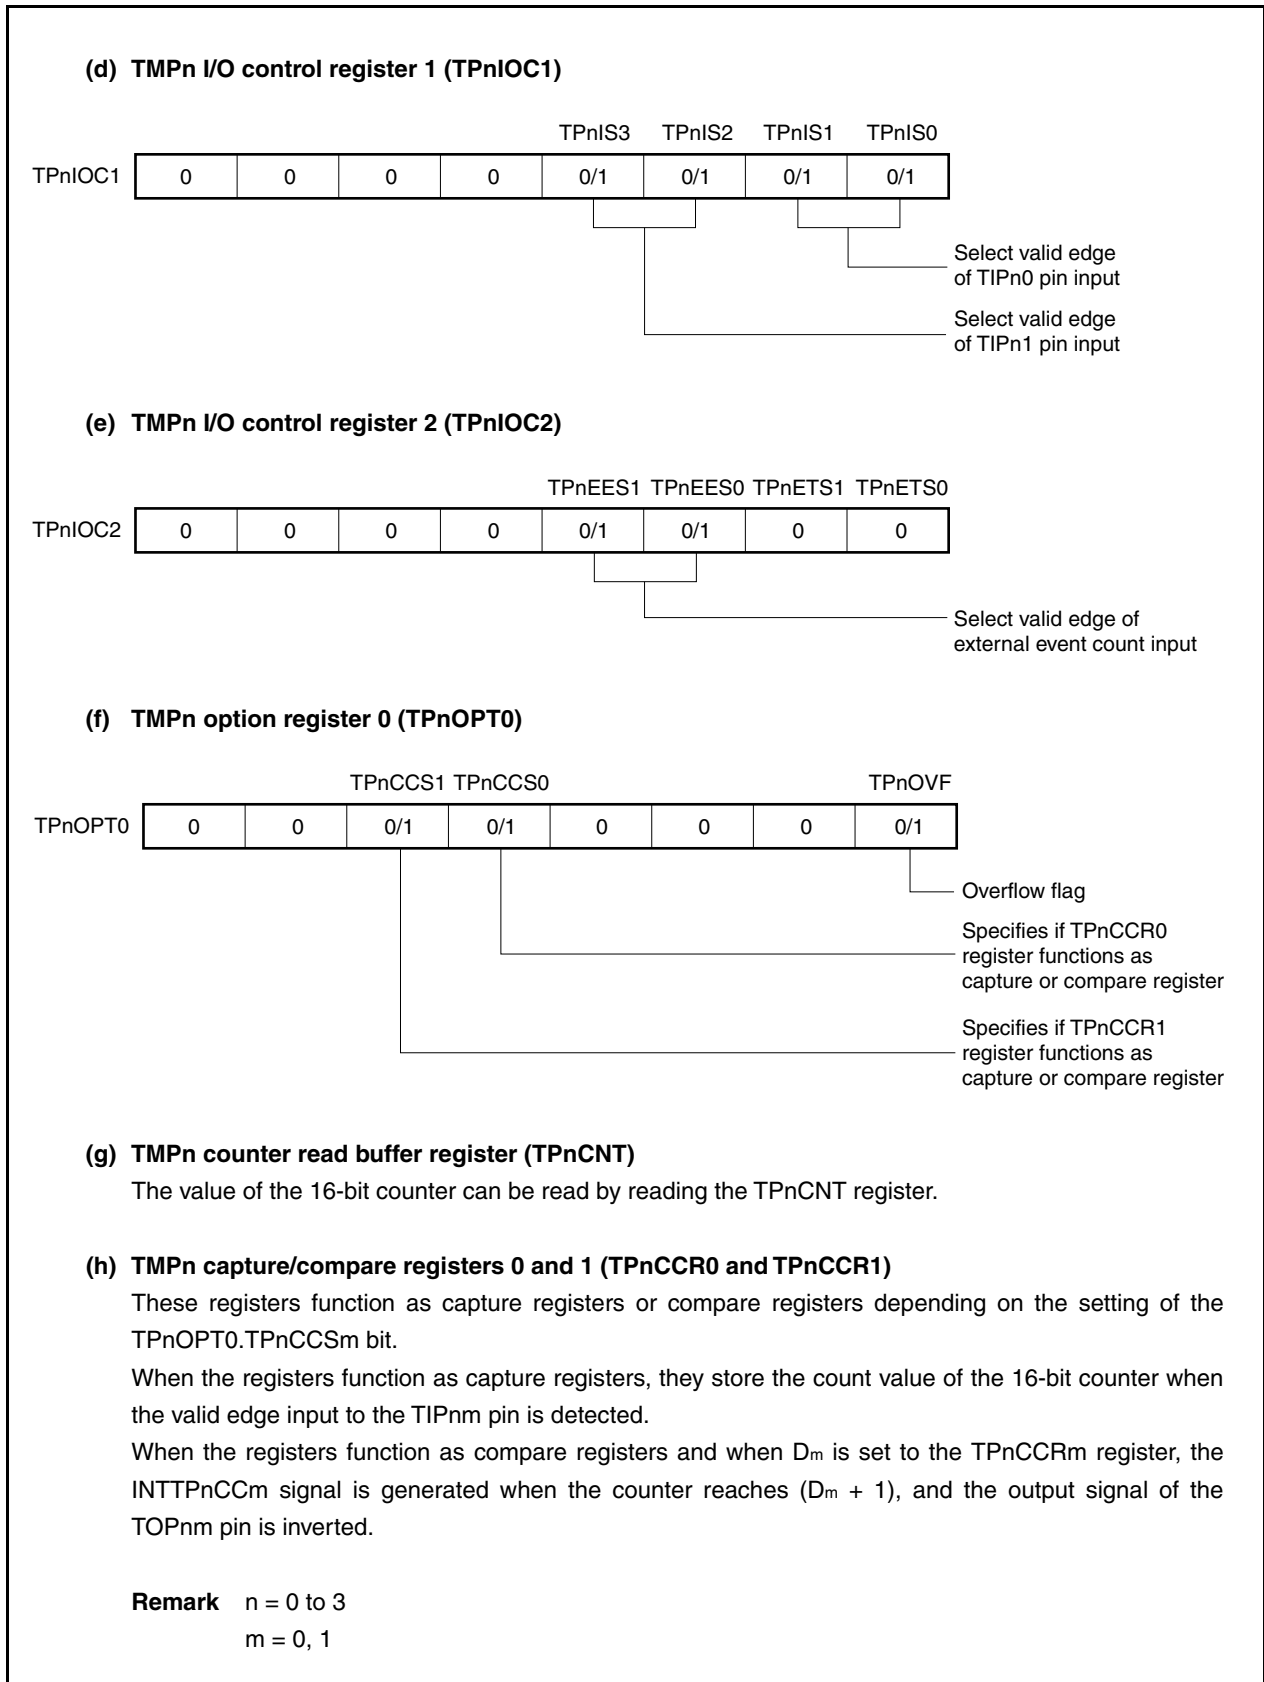 (d) TMPn I/O control register 1 (TPnIOC1)
TPnIS3 TPnIS2 TPnIS1 TPnIS0
TPnIOC1 0 0 0 0 0/1 0/1 0/1 0/1
Select valid edge
of TIPn0 pin input
Select valid edge
of TIPn1 pin input
(e) TMPn I/O control register 2 (TPnIOC2)
TPnEES1 TPnEES0 TPnETS1 TPnETS0
TPnIOC2 0 0 0 0 0/1 0/1 0 0
Select valid edge of
external event count input
(f) TMPn option register 0 (TPnOPT0)
TPnCCS1 TPnCCS0 TPnOVF
TPnOPT0 0 0 0/1 0/1 0 0 0 0/1
Overflow flag
Specifies if TPnCCR0
register functions as
capture or compare register
Specifies if TPnCCR1
register functions as
capture or compare register
(g) TMPn counter read buffer register (TPnCNT)
The value of the 16-bit counter can be read by reading the TPnCNT register.
(h) TMPn capture/compare registers 0 and 1 (TPnCCR0 and TPnCCR1)
These registers function as capture registers or compare registers depending on the setting of the
TPnOPT0.TPnCCSm bit.
When the registers function as capture registers, they store the count value of the 16-bit counter when
the valid edge input to the TIPnm pin is detected.
When the registers function as compare registers and when Dm is set to the TPnCCRm register, the
INTTPnCCm signal is generated when the counter reaches (Dm + 1), and the output signal of the
TOPnm pin is inverted.
Remark n = 0 to 3
m = 0, 1